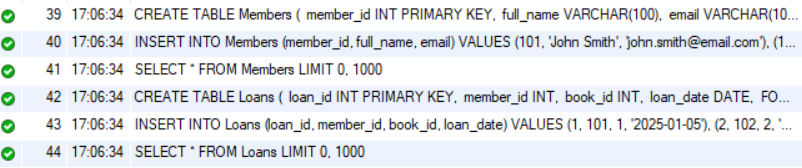 39 17:06:34 CREATE TABLE Members ( member_id INT PRIMARY KEY, full_name VARCHAR(100), email VARCHAR(10...
40 17:06:34 INSERT INTO Members (member_id, full_name, email) VALUES (101, 'John Smith', 'john.smith@email.com'), (1...
41 17:06:34 SELECT * FROM Members LIMIT 0, 1000
42 17:06:34 CREATE TABLE Loans ( loan_id INT PRIMARY KEY, member_id INT, book_id INT, loan_date DATE, FO...
43 17:06:34 INSERT INTO Loans (loan_id, member_id, book_id, loan_date) VALUES (1, 101, 1, '2025-01-05'), (2, 102, 2, '...
44 17:06:34 SELECT * FROM Loans LIMIT 0, 1000